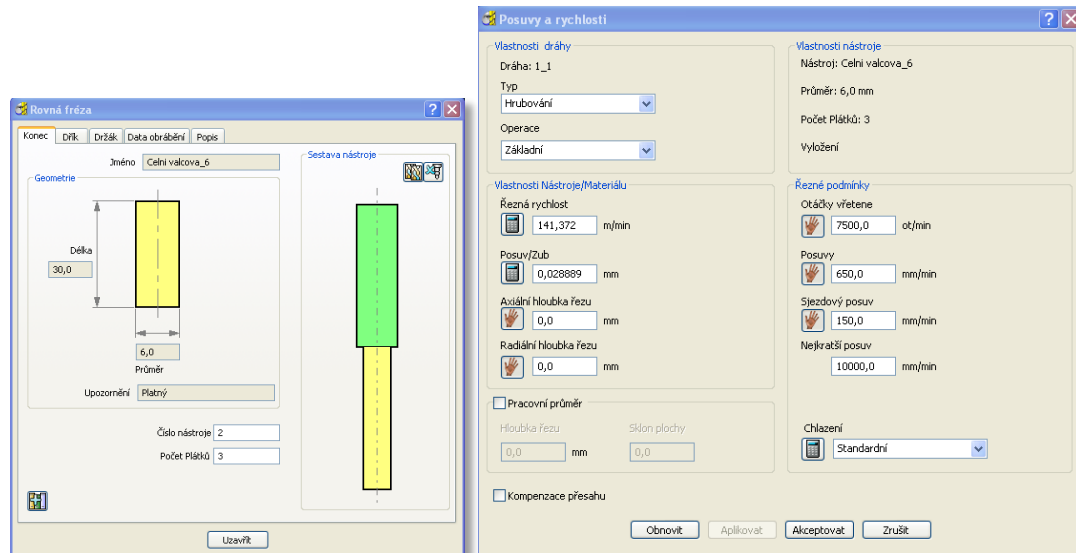 Rovná fréza
Konec Dřík Držák Data obrábění Popis
Jméno Celni valcova_6
Geometrie
Délka
30,0
6,0
Průměr
Upozornění Platný
Číslo nástroje 2
Počet Plátků 3
Sestava nástroje
Uzavřít
Posuvy a rychlosti
Vlastnosti dráhy
Dráha: 1_1
Typ
Hrubování
Operace
Základní
Vlastnosti nástroje
Nástroj: Celni valcova_6
Průměr: 6,0 mm
Počet Plátků: 3
Vyložení
Vlastnosti Nástroje/Materiálu
Řezná rychlost
141,372 m/min
Posuv/Zub
0,028889 mm
Axiální hloubka řezu
0,0 mm
Radiální hloubka řezu
0,0 mm
Řezné podmínky
Otáčky vřetene
7500,0 ot/min
Posuvy
650,0 mm/min
Sjezdový posuv
150,0 mm/min
Nejkratší posuv
10000,0 mm/min
Pracovní průměr
Hloubka řezu Sklon plochy
0,0 mm 0,0
Chlazení
Standardní
Kompenzace přesahu
Obnovit Aplikovat Akceptovat Zrušit